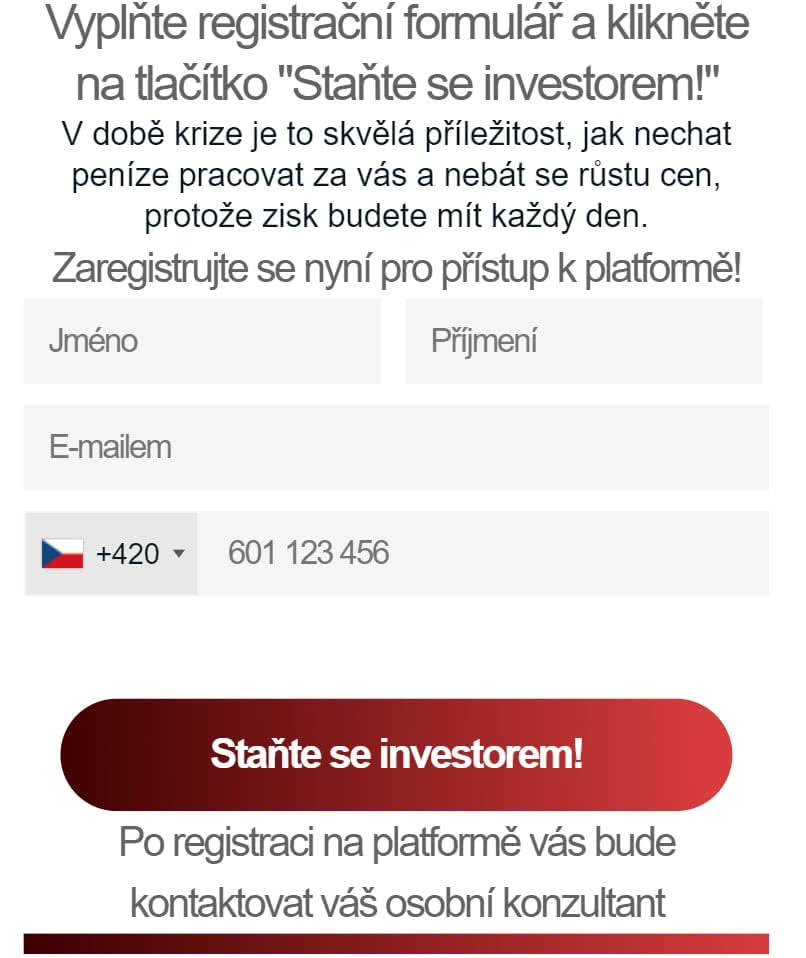 Vyplňte registrační formulář a klikněte
na tlačítko "Staňte se investorem!"
V době krize je to skvělá příležitost, jak nechat
peníze pracovat za vás a nebát se růstu cen,
protože zisk budete mít každý den.
Zaregistrujte se nyní pro přístup k platformě!
Jméno
Příjmení
E-mailem
+420
601 123 456
Staňte se investorem!
Po registraci na platformě vás bude
kontaktovat váš osobní konzultant